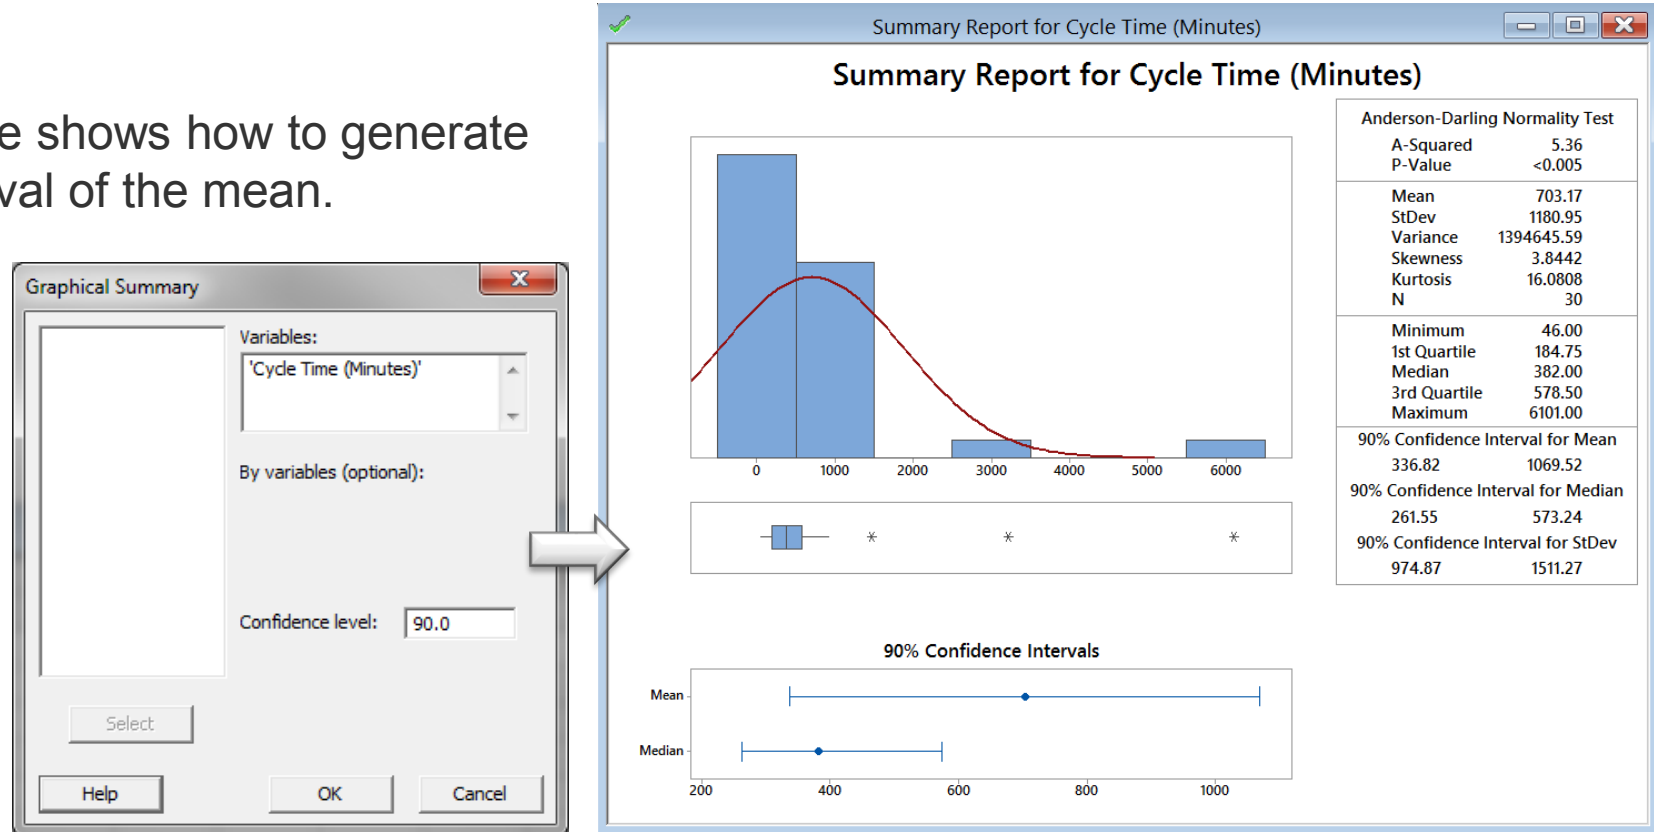 e shows how to generate
val of the mean.
Graphical Summary
Variables:
'Cycle Time (Minutes)'
By variables (optional):
Confidence level: 90.0
Select
Help OK Cancel
Summary Report for Cycle Time (Minutes)
Summary Report for Cycle Time (Minutes)
0 1000 2000 3000 4000 5000 6000
90% Confidence Intervals
Mean
Median
200 400 600 800 1000
Anderson-Darling Normality Test
A-Squared 5.36
P-Value <0.005
Mean 703.17
StDev 1180.95
Variance 1394645.59
Skewness 3.8442
Kurtosis 16.0808
N 30
Minimum 46.00
1st Quartile 184.75
Median 382.00
3rd Quartile 578.50
Maximum 6101.00
90% Confidence Interval for Mean
336.82 1069.52
90% Confidence Interval for Median
261.55 573.24
90% Confidence Interval for StDev
974.87 1511.27